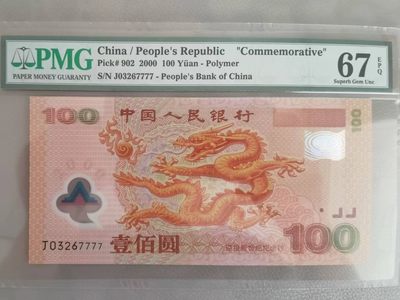 PMG
PAPER MONEY GUARANTY
China / People's Republic "Commemorative"
Pick# 902 2000 100 Yüan - Polymer
S/N J03267777 - People's Bank of China
67
EPQ
Superb Gem Unc
100
中国人民银行
100
J03267777
壹佰圆
100